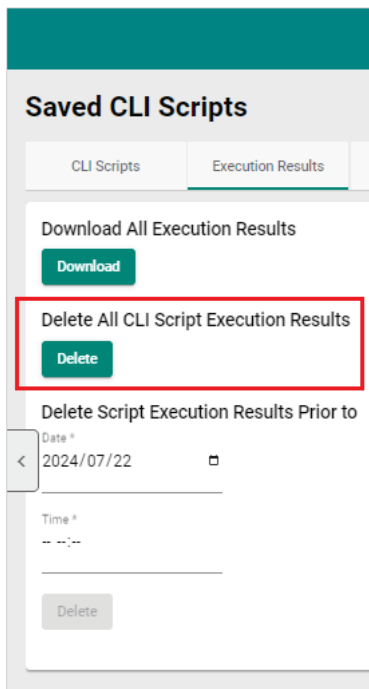 Saved CLI Scripts
CLI Scripts Execution Results
Download All Execution Results
Download
Delete All CLI Script Execution Results
Delete
Delete Script Execution Results Prior to
Date *
2024/07/22
Time *
-- --:--
Delete